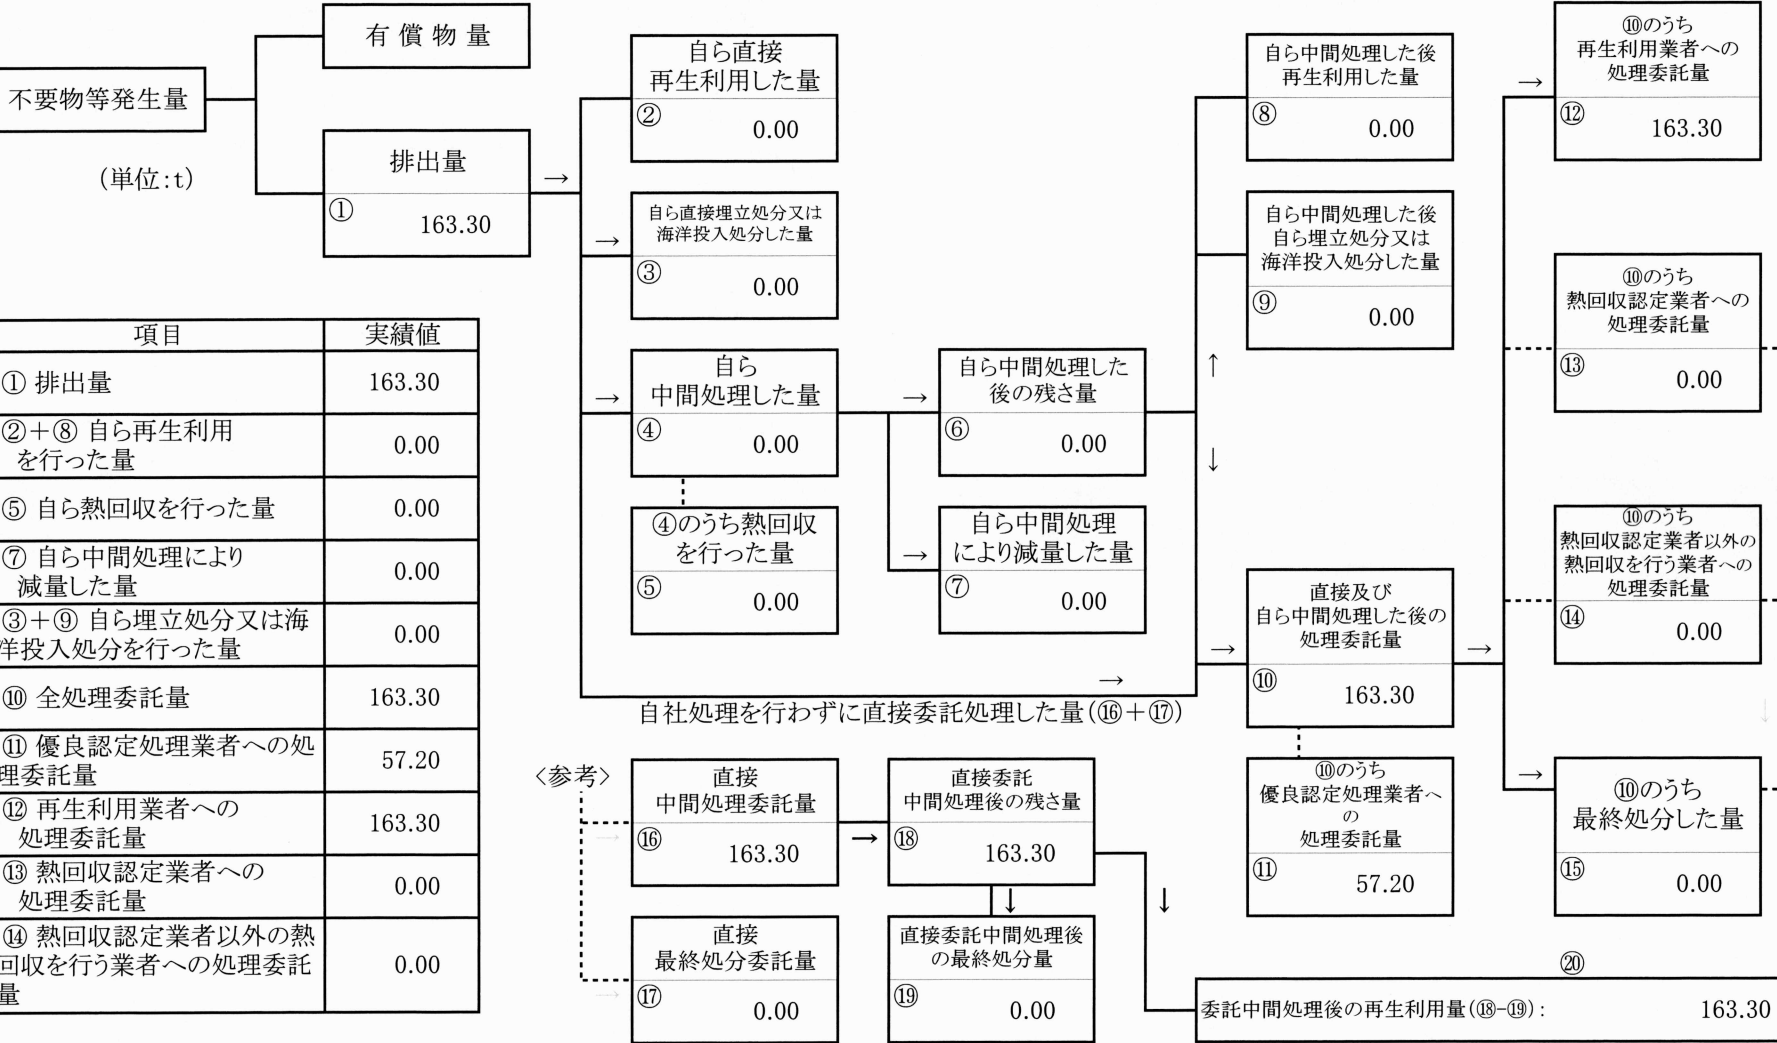 不要物等発生量
有償物量
(単位:t)
排出量
①
163.30
→
自ら直接
再生利用した量
②
0.00
→
自ら直接埋立処分又は
海洋投入処分した量
③
0.00
→
自ら
中間処理した量
④
0.00
④のうち熱回収
を行った量
⑤
0.00
→
自ら中間処理した
後の残さ量
⑥
0.00
→
自ら中間処理
により減量した量
⑦
0.00
↑
↓
自ら中間処理した後
再生利用した量
⑧
0.00
自ら中間処理した後
自ら埋立処分又は
海洋投入処分した量
⑨
0.00
→
自社処理を行わずに直接委託処理した量(⑯+⑰)
→
直接及び
自ら中間処理した後の
処理委託量
⑩
163.30
→
⑩のうち
優良認定処理業者へ
の
処理委託量
⑪
57.20
→
⑩のうち
再生利用業者への
処理委託量
⑫
163.30
⑩のうち
熱回収認定業者への
処理委託量
⑬
0.00
⑩のうち
熱回収認定業者以外の
熱回収を行う業者への
処理委託量
⑭
0.00
→
⑩のうち
最終処分した量
⑮
0.00
項目 実績値
① 排出量 163.30
②+⑧ 自ら再生利用
を行った量 0.00
⑤ 自ら熱回収を行った量 0.00
⑦ 自ら中間処理により
減量した量 0.00
③+⑨ 自ら埋立処分又は海
洋投入処分を行った量 0.00
⑩ 全処理委託量 163.30
⑪ 優良認定処理業者への処
理委託量 57.20
⑫ 再生利用業者への
処理委託量 163.30
⑬ 熱回収認定業者への
処理委託量 0.00
⑭ 熱回収認定業者以外の熱
回収を行う業者への処理委託
量 0.00
〈参考〉
→
直接
中間処理委託量
⑯
163.30
→
直接委託
中間処理後の残さ量
⑱
163.30
↓
↓
→
直接
最終処分委託量
⑰
0.00
直接委託中間処理後
の最終処分量
⑲
0.00
⑳
委託中間処理後の再生利用量(⑱-⑲): 163.30